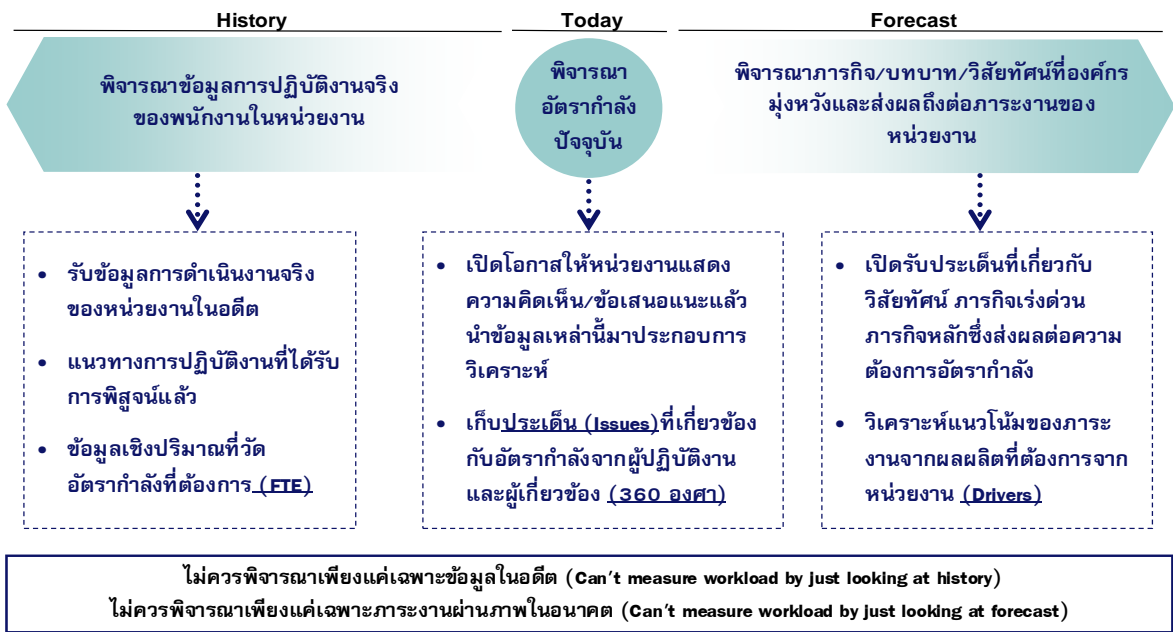 History
Today
Forecast
พิจารณาข้อมูลการปฏิบัติงานจริง
ของพนักงานในหน่วยงาน
พิจารณา
อัตรากำลัง
ปัจจุบัน
พิจารณาภารกิจ/บทบาท/วิสัยทัศน์ที่องค์กร
มุ่งหวังและส่งผลถึงต่อภาระงานของ
หน่วยงาน
• รับข้อมูลการดำเนินงานจริง
ของหน่วยงานในอดีต
• แนวทางการปฏิบัติงานที่ได้รับ
การพิสูจน์แล้ว
• ข้อมูลเชิงปริมาณที่วัด
อัตรากำลังที่ต้องการ (FTE)
• เปิดโอกาสให้หน่วยงานแสดง
ความคิดเห็น/ข้อเสนอแนะแล้ว
นำข้อมูลเหล่านี้มาประกอบการ
วิเคราะห์
• เก็บประเด็น (Issues)ที่เกี่ยวข้อง
กับอัตรากำลังจากผู้ปฏิบัติงาน
และผู้เกี่ยวข้อง (360 องศา)
• เปิดรับประเด็นที่เกี่ยวกับ
วิสัยทัศน์ ภารกิจเร่งด่วน
ภารกิจหลักซึ่งส่งผลต่อความ
ต้องการอัตรากำลัง
• วิเคราะห์แนวโน้มของภาระ
งานจากผลผลิตที่ต้องการจาก
หน่วยงาน (Drivers)
ไม่ควรพิจารณาเพียงแค่เฉพาะข้อมูลในอดีต (Can't measure workload by just looking at history)
ไม่ควรพิจารณาเพียงแค่เฉพาะภาระงานผ่านภาพในอนาคต (Can't measure workload by just looking at forecast)